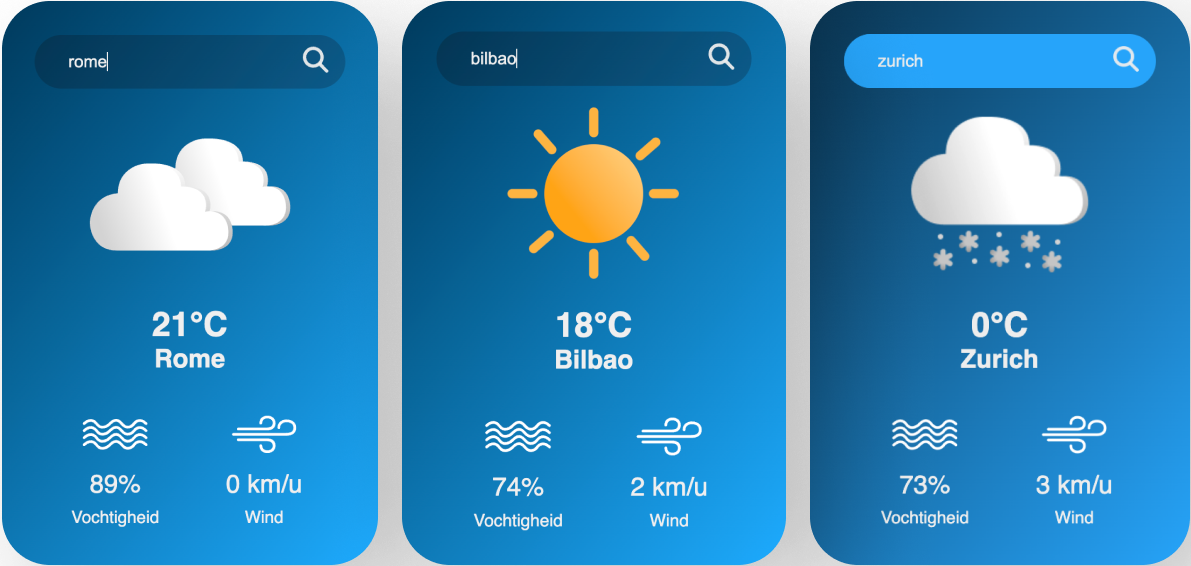 rome
21°C
Rome
89%
Vochtigheid
0 km/u
Wind
bilbao
18°C
Bilbao
74%
Vochtigheid
2 km/u
Wind
zurich
0°C
Zurich
73%
Vochtigheid
3 km/u
Wind